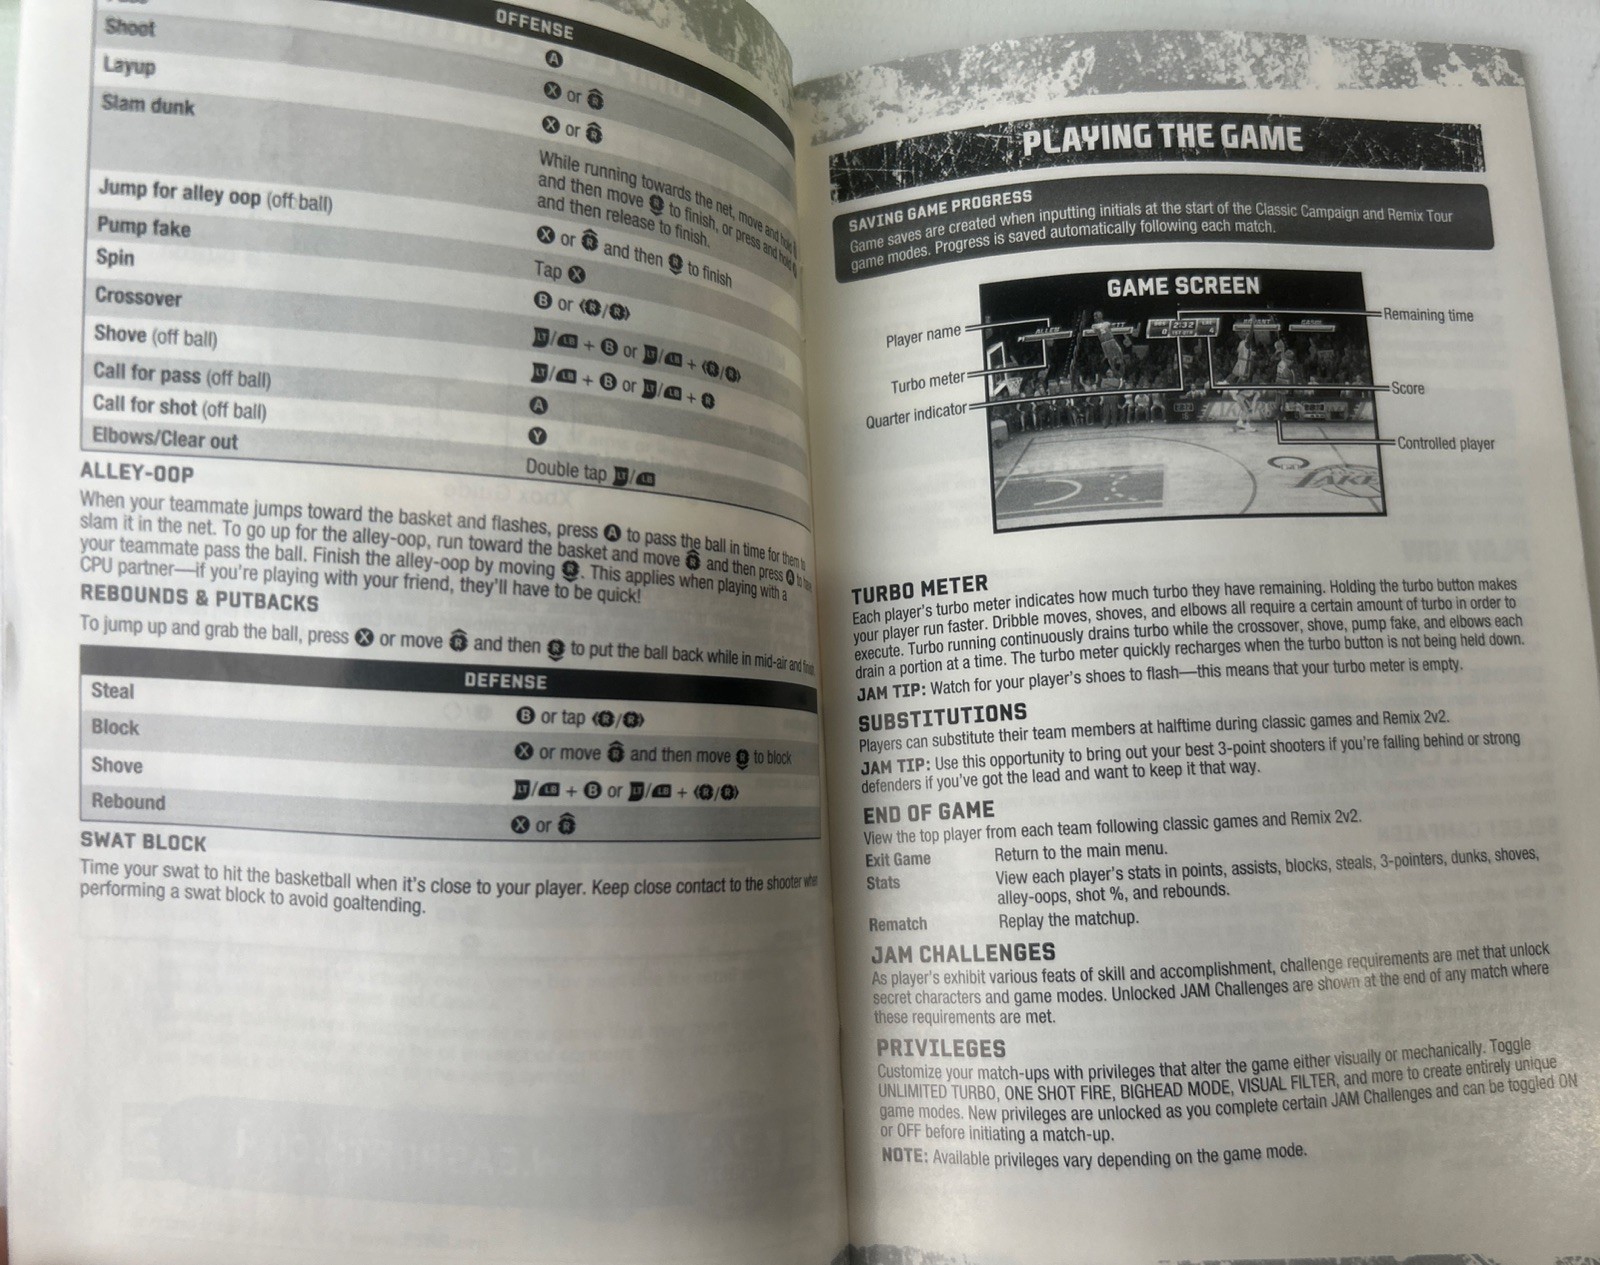 OFFENSE
A
Shoot
X or R
Layup
X or R
Slam dunk
While running towards the net, move and hold
and then move R to finish, or press and hold
and then release to finish.
Jump for alley oop (off ball)
X or R and then R to finish
Pump fake
Tap X
Spin
B or R/R
Crossover
LT/LB + B or LT/LB + R/R
Shove (off ball)
LT/LB + B or LT/LB + R
Call for pass (off ball)
A
Call for shot (off ball)
Y
Elbows/Clear out
Double tap LT/LB
ALLEY-OOP
When your teammate jumps toward the basket and flashes, press A to pass the ball in time for them to
slam it in the net. To go up for the alley-oop, run toward the basket and move R and then press A to
your teammate pass the ball. Finish the alley-oop by moving R. This applies when playing with a
CPU partner—if you're playing with your friend, they'll have to be quick!
REBOUNDS & PUTBACKS
To jump up and grab the ball, press X or move R and then R to put the ball back while in mid-air and
DEFENSE
Steal B or tap R/R
Block X or move R and then move R to block
Shove LT/LB + B or LT/LB + R/R
Rebound X or R
SWAT BLOCK
Time your swat to hit the basketball when it's close to your player. Keep close contact to the shooter when
performing a swat block to avoid goaltending.
PLAYING THE GAME
SAVING GAME PROGRESS
Game saves are created when inputting initials at the start of the Classic Campaign and Remix Tour
game modes. Progress is saved automatically following each match.
GAME SCREEN
Player name
Remaining time
ALLEN
2:32
Turbo meter
Score
Quarter indicator
Controlled player
LAKERS
TURBO METER
Each player's turbo meter indicates how much turbo they have remaining. Holding the turbo button makes
your player run faster. Dribble moves, shoves, and elbows all require a certain amount of turbo in order to
execute. Turbo running continuously drains turbo while the crossover, shove, pump fake, and elbows each
drain a portion at a time. The turbo meter quickly recharges when the turbo button is not being held down.
JAM TIP: Watch for your player's shoes to flash—this means that your turbo meter is empty.
SUBSTITUTIONS
Players can substitute their team members at halftime during classic games and Remix 2v2.
JAM TIP: Use this opportunity to bring out your best 3-point shooters if you're falling behind or strong
defenders if you've got the lead and want to keep it that way.
END OF GAME
View the top player from each team following classic games and Remix 2v2.
Exit Game Return to the main menu.
Stats View each player's stats in points, assists, blocks, steals, 3-pointers, dunks, shoves,
alley-oops, shot %, and rebounds.
Rematch Replay the matchup.
JAM CHALLENGES
As player's exhibit various feats of skill and accomplishment, challenge requirements are met that unlock
secret characters and game modes. Unlocked JAM Challenges are shown at the end of any match where
these requirements are met.
PRIVILEGES
Customize your match-ups with privileges that alter the game either visually or mechanically. Toggle
UNLIMITED TURBO, ONE SHOT FIRE, BIGHEAD MODE, VISUAL FILTER, and more to create entirely unique
game modes. New privileges are unlocked as you complete certain JAM Challenges and can be toggled ON
or OFF before initiating a match-up.
NOTE: Available privileges vary depending on the game mode.